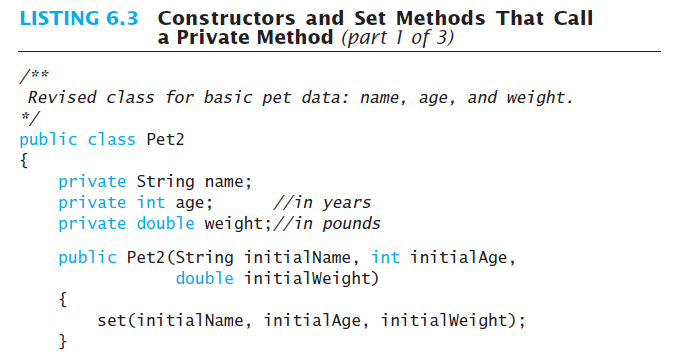 LISTING 6.3 Constructors and Set Methods That Call
a Private Method (part 1 of 3)
/**
Revised class for basic pet data: name, age, and weight.
*/
public class Pet2
{
private String name;
private int age; //in years
private double weight;//in pounds
public Pet2(String initialName, int initialAge,
double initialWeight)
{
set(initialName, initialAge, initialWeight);
}